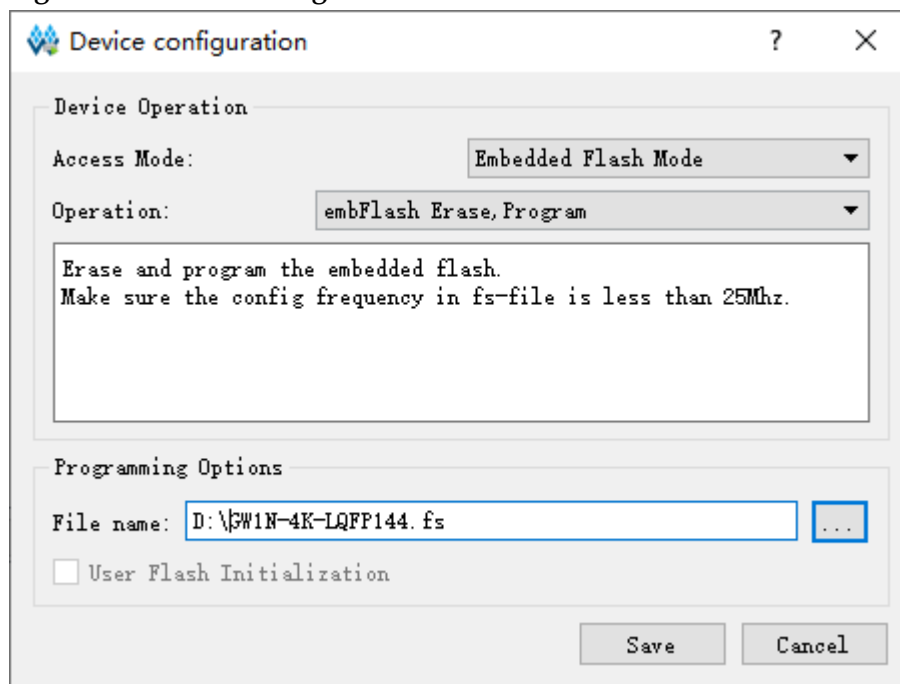 Device configuration ? ×
Device Operation
Access Mode: Embedded Flash Mode
Operation: embFlash Erase,Program
Erase and program the embedded flash.
Make sure the config frequency in fs-file is less than 25Mhz.
Programming Options
File name: D:\GW1N-4K-LQFP144.fs ...
User Flash Initialization
Save Cancel